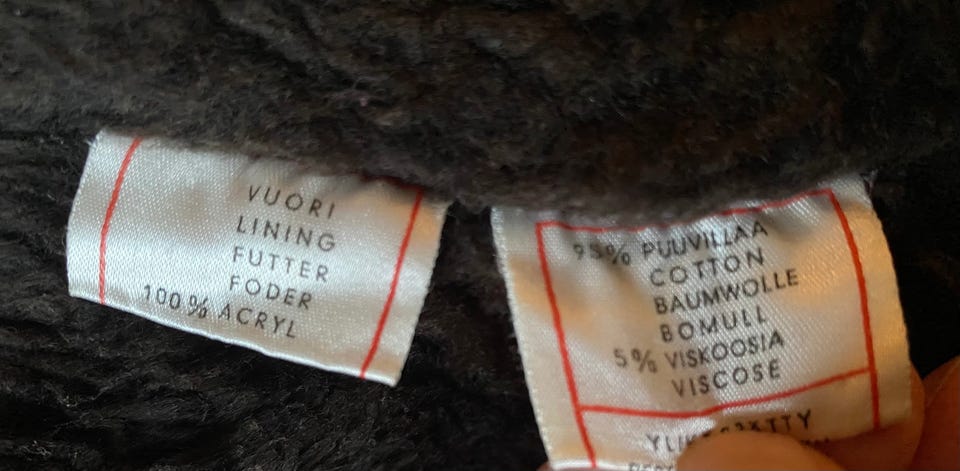 VUORI
LINING
FUTTER
FODER
100% ACRYL
95% PUUVILLAA
COTTON
BAUMWOLLE
BOMULL
5% VISKOOSIA
VISCOSE